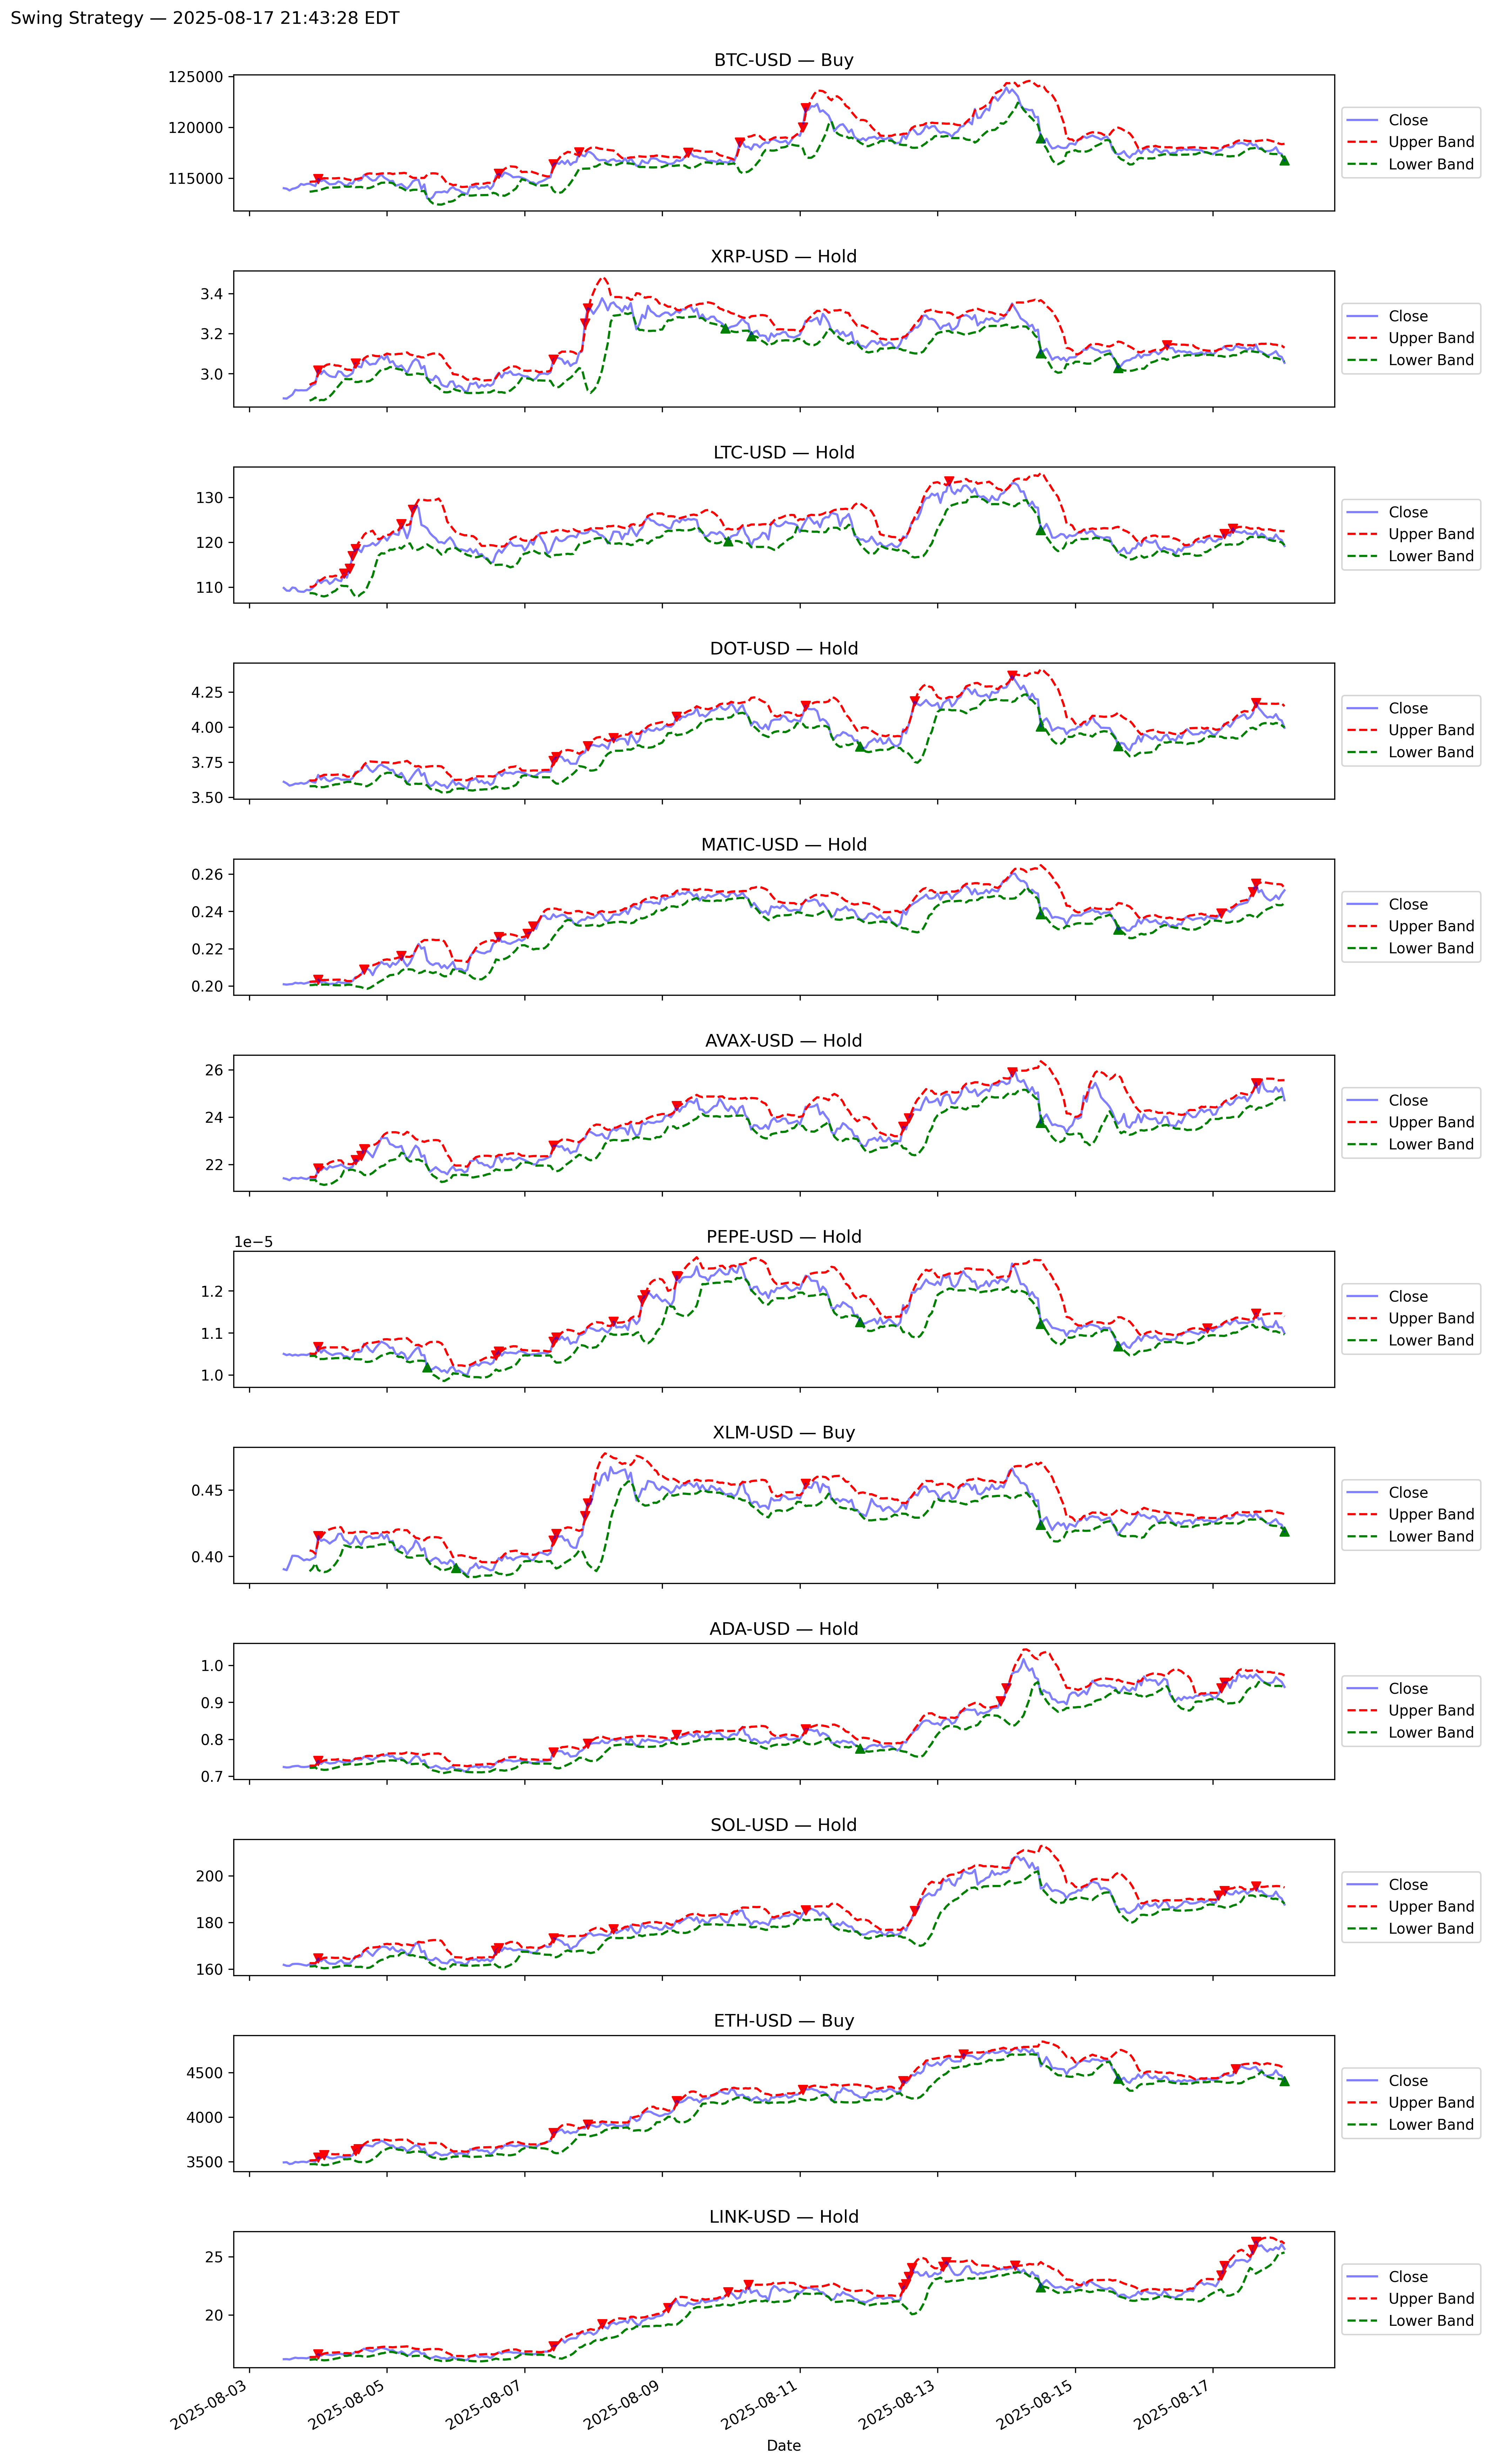 Swing Strategy — 2025-08-17 21:43:28 EDT
BTC-USD — Buy
125000
120000
115000
Close
Upper Band
Lower Band
XRP-USD — Hold
3.4
3.2
3.0
Close
Upper Band
Lower Band
LTC-USD — Hold
130
120
110
Close
Upper Band
Lower Band
DOT-USD — Hold
4.25
4.00
3.75
3.50
Close
Upper Band
Lower Band
MATIC-USD — Hold
0.26
0.24
0.22
0.20
Close
Upper Band
Lower Band
AVAX-USD — Hold
26
24
22
Close
Upper Band
Lower Band
PEPE-USD — Hold
1e−5
1.2
1.1
1.0
Close
Upper Band
Lower Band
XLM-USD — Buy
0.45
0.40
Close
Upper Band
Lower Band
ADA-USD — Hold
1.0
0.9
0.8
0.7
Close
Upper Band
Lower Band
SOL-USD — Hold
200
180
160
Close
Upper Band
Lower Band
ETH-USD — Buy
4500
4000
3500
Close
Upper Band
Lower Band
LINK-USD — Hold
25
20
Close
Upper Band
Lower Band
2025-08-03
2025-08-05
2025-08-07
2025-08-09
2025-08-11
2025-08-13
2025-08-15
2025-08-17
Date